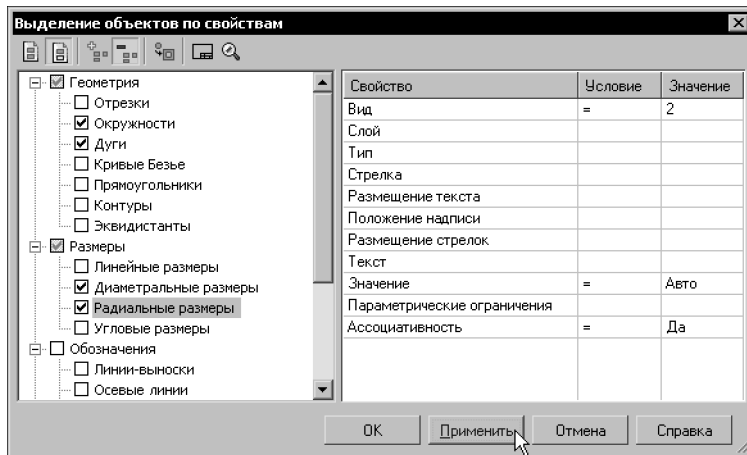 Выделение объектов по свойствам
Геометрия
Отрезки
Окружности
Дуги
Кривые Безье
Прямоугольники
Контуры
Эквидистанты
Размеры
Линейные размеры
Диаметральные размеры
Радиальные размеры
Угловые размеры
Обозначения
Линии-выноски
Осевые линии
Свойство Условие Значение
Вид = 2
Слой
Тип
Стрелка
Размещение текста
Положение надписи
Размещение стрелок
Текст
Значение = Авто
Параметрические ограничения
Ассоциативность = Да
OK Применить Отмена Справка